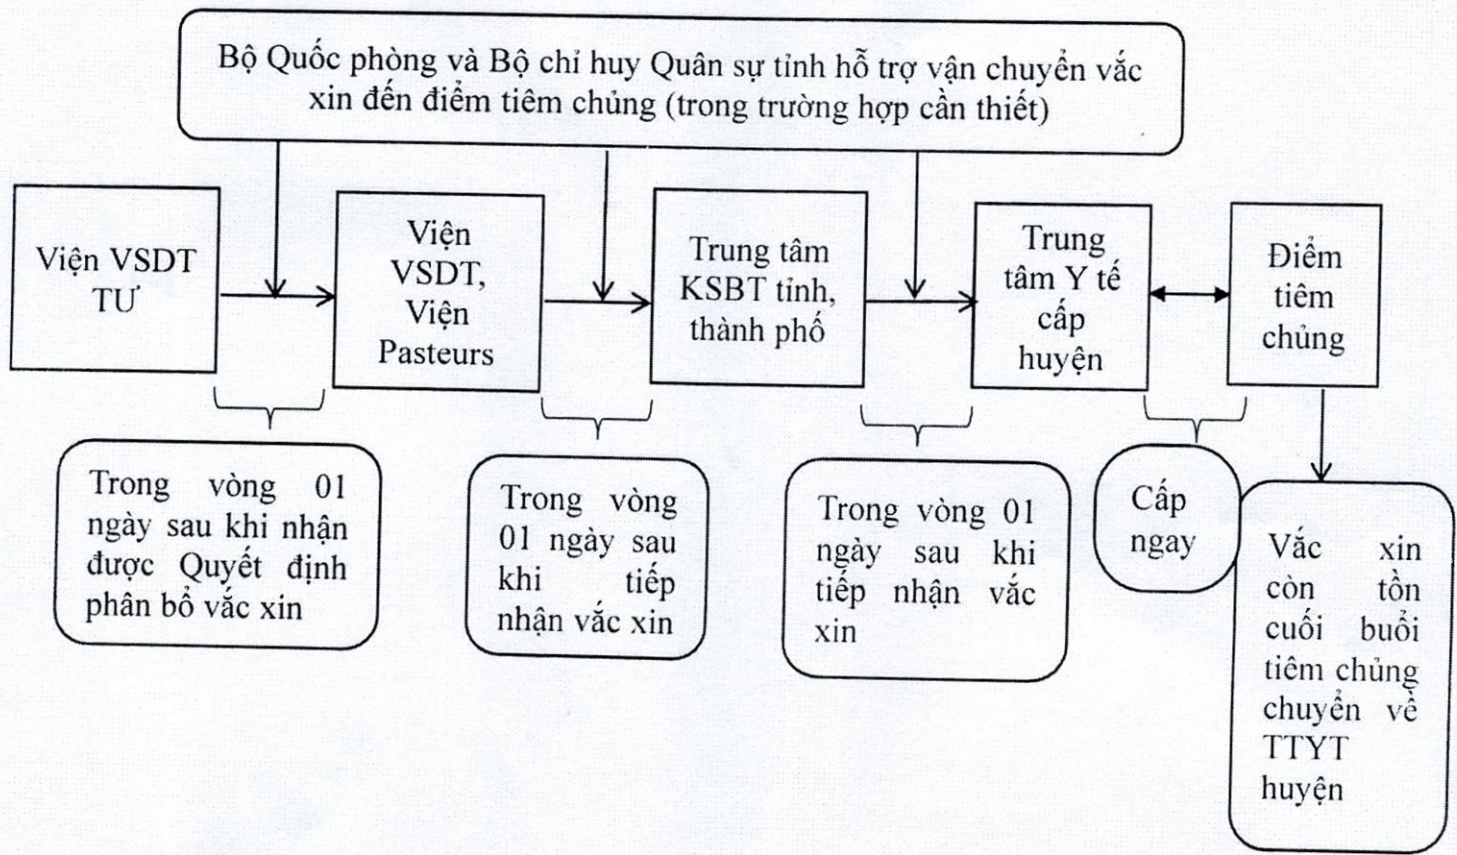 Bộ Quốc phòng và Bộ chỉ huy Quân sự tỉnh hỗ trợ vận chuyển vắc
xin đến điểm tiêm chủng (trong trường hợp cần thiết)
Viện VSDT
TƯ
Viện
VSDT,
Viện
Pasteurs
Trung tâm
KSBT tỉnh,
thành phố
Trung
tâm Y tế
cấp
huyện
Điểm
tiêm
chủng
Trong vòng 01
ngày sau khi nhận
được Quyết định
phân bổ vắc xin
Trong vòng
01 ngày sau
khi tiếp
nhận vắc xin
Trong vòng 01
ngày sau khi
tiếp nhận vắc
xin
Cấp
ngay
Vắc xin
còn tồn
cuối buổi
tiêm chủng
chuyển về
TTYT
huyện